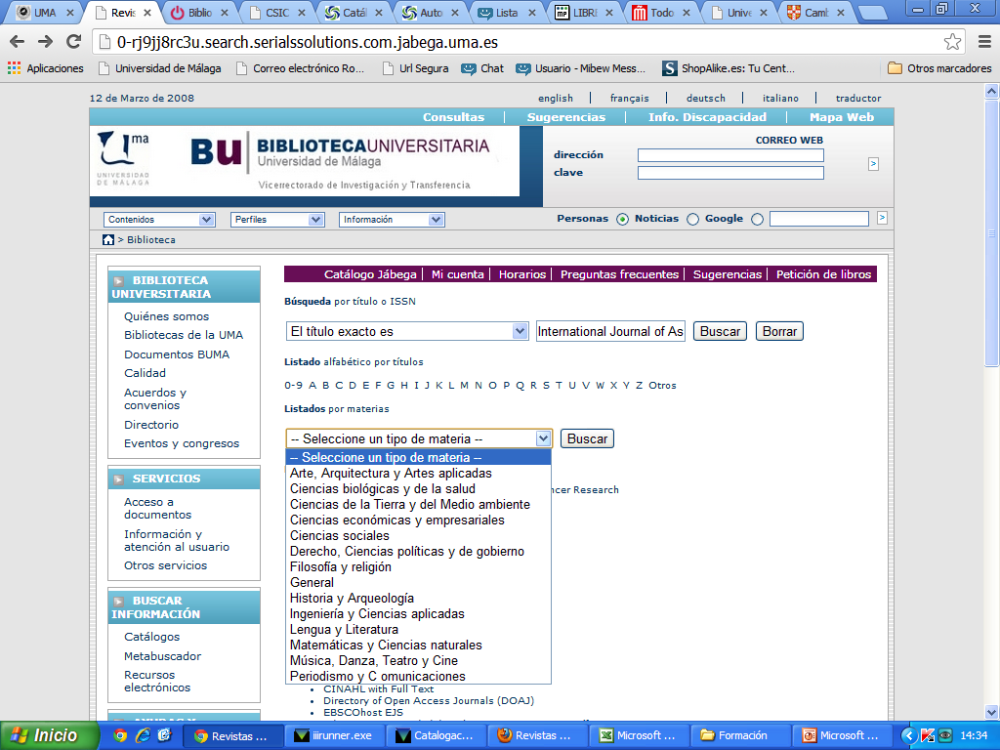 UMA
Revis
Biblio
CSIC
Catál
Auto
Lista
LIBRE
Todo
Unive
Camb
0-rj9jj8rc3u.search.serialssolutions.com.jabega.uma.es
Aplicaciones
Universidad de Málaga
Correo electrónico Ro...
Url Segura
Chat
Usuario - Mibew Mess...
ShopAlike.es: Tu Cent...
Otros marcadores
12 de Marzo de 2008
english | français | deutsch | italiano | traductor
Consultas | Sugerencias | Info. Discapacidad | Mapa Web
uma
UNIVERSIDAD
DE MÁLAGA
Bu BIBLIOTECAUNIVERSITARIA
Universidad de Málaga
Vicerrectorado de Investigación y Transferencia
CORREO WEB
dirección
clave
>
Contenidos
Perfiles
Información
Personas
Noticias
Google
>
> Biblioteca
BIBLIOTECA
UNIVERSITARIA
Quiénes somos
Bibliotecas de la UMA
Documentos BUMA
Calidad
Acuerdos y
convenios
Directorio
Eventos y congresos
SERVICIOS
Acceso a
documentos
Información y
atención al usuario
Otros servicios
BUSCAR
INFORMACIÓN
Catálogos
Metabuscador
Recursos
electrónicos
Catálogo Jábega | Mi cuenta | Horarios | Preguntas frecuentes | Sugerencias | Petición de libros
Búsqueda por título o ISSN
El título exacto es
International Journal of As
Buscar
Borrar
Listado alfabético por títulos
0-9 A B C D E F G H I J K L M N O P Q R S T U V W X Y Z Otros
Listados por materias
-- Seleccione un tipo de materia --
Buscar
-- Seleccione un tipo de materia --
Arte, Arquitectura y Artes aplicadas
Ciencias biológicas y de la salud
ncer Research
Ciencias de la Tierra y del Medio ambiente
Ciencias económicas y empresariales
Ciencias sociales
Derecho, Ciencias políticas y de gobierno
Filosofía y religión
General
Historia y Arqueología
Ingeniería y Ciencias aplicadas
Lengua y Literatura
Matemáticas y Ciencias naturales
Música, Danza, Teatro y Cine
Periodismo y C omunicaciones
CINAHL with Full Text
Directory of Open Access Journals (DOAJ)
EBSCOhost EJS
Inicio
Revistas ...
iiirunner.exe
Catalogac...
Revistas ...
Microsoft ...
Formación
Microsoft ...
14:34